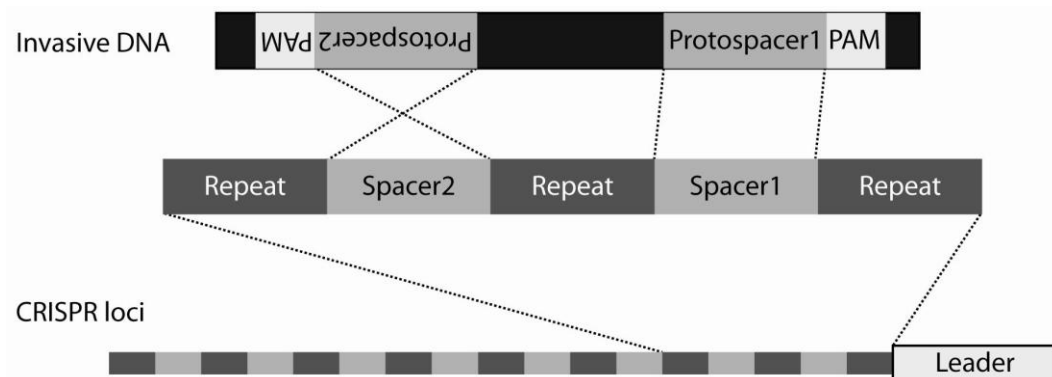 Invasive DNA
PAM Protospacer2 Protospacer1 PAM
Repeat Spacer2 Repeat Spacer1 Repeat
CRISPR loci
Leader